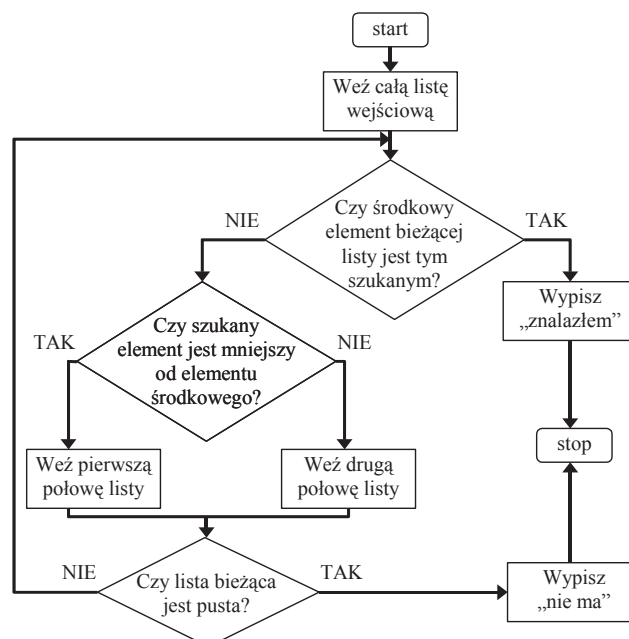 start
Weź całą listę
wejściową
NIE
Czy środkowy
element bieżącej
listy jest tym
szukanym?
TAK
Wypisz
„znalazłem”
TAK
Czy szukany
element jest mniejszy
od elementu
środkowego?
NIE
stop
Weź pierwszą
połowę listy
Weź drugą
połowę listy
NIE
Czy lista bieżąca
jest pusta?
TAK
Wypisz
„nie ma”